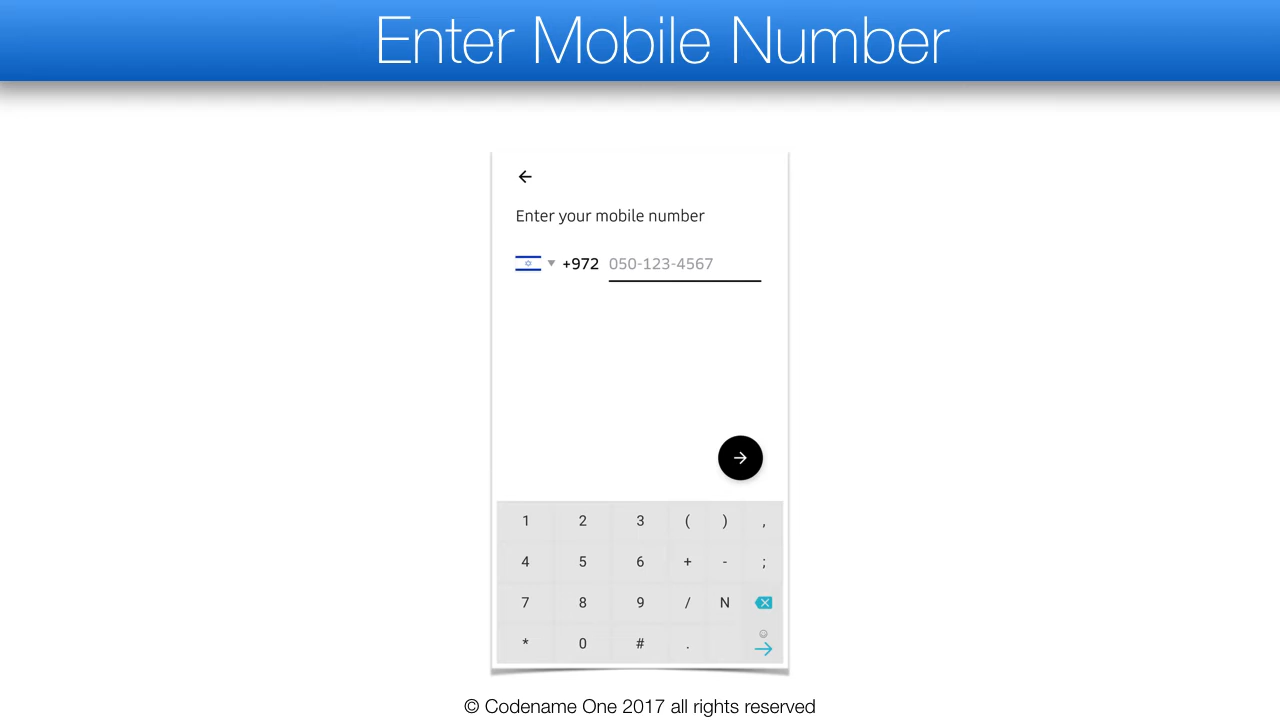 Enter Mobile Number
Enter your mobile number
+972 050-123-4567
1 2 3 ( ) ,
4 5 6 + - ;
7 8 9 / N
* 0 # .
© Codename One 2017 all rights reserved